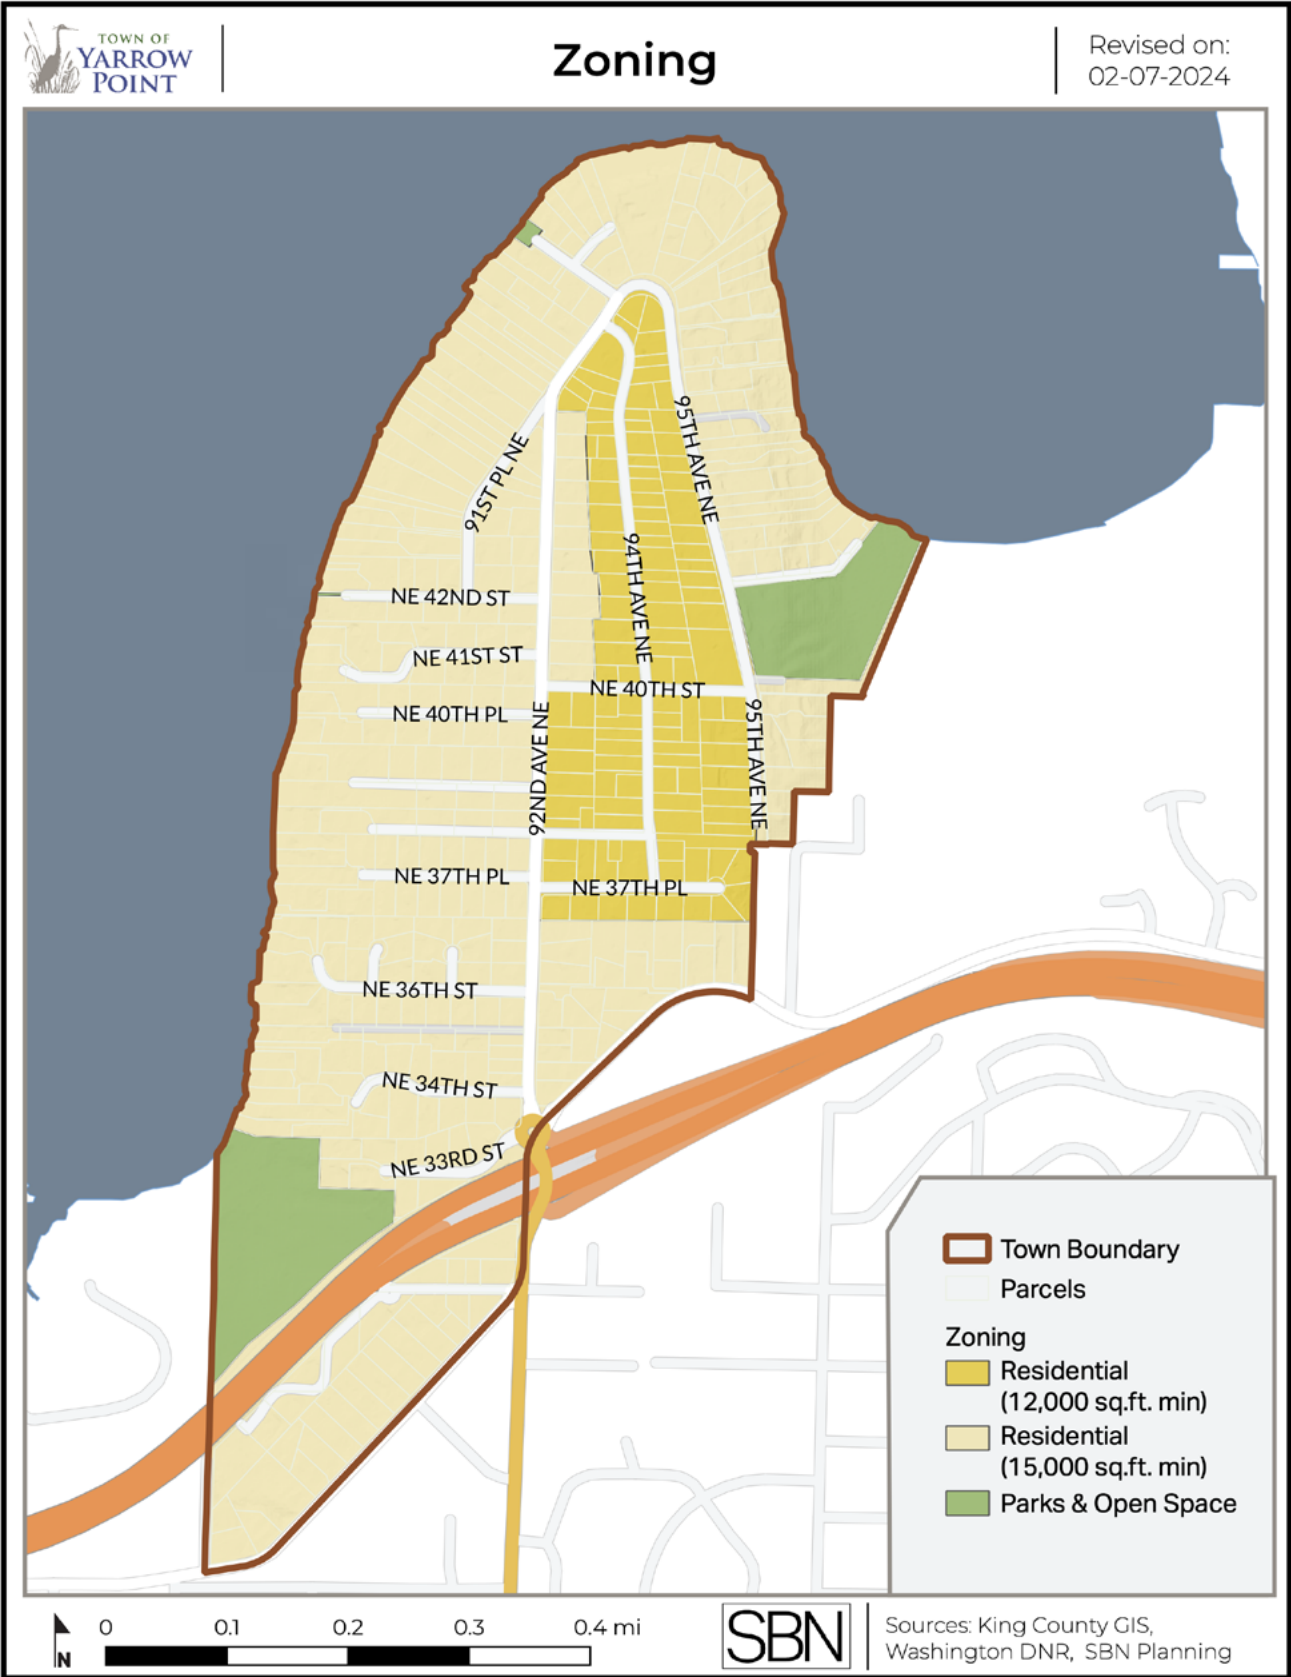 TOWN OF
YARROW
POINT
Zoning
Revised on:
02-07-2024
91ST PL NE
95TH AVE NE
94TH AVE NE
NE 42ND ST
NE 41ST ST
NE 40TH ST
NE 40TH PL
92ND AVE NE
95TH AVE NE
NE 37TH PL
NE 37TH PL
NE 36TH ST
NE 34TH ST
NE 33RD ST
Town Boundary
Parcels
Zoning
Residential
(12,000 sq.ft. min)
Residential
(15,000 sq.ft. min)
Parks & Open Space
N
0 0.1 0.2 0.3 0.4 mi
SBN
Sources: King County GIS,
Washington DNR, SBN Planning